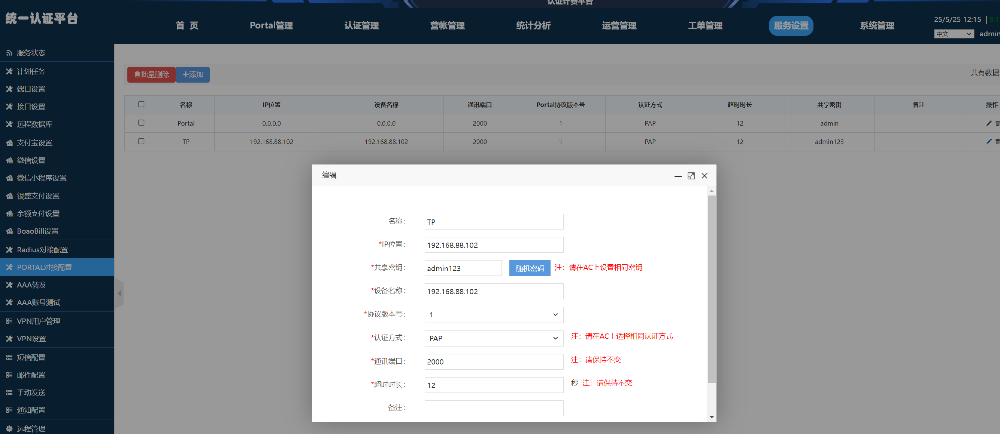 认证计费平台
统一认证平台
首 页
Portal管理
认证管理
营帐管理
统计分析
运营管理
工单管理
服务设置
系统管理
25/5/25 12:15 |
中文
admin
服务状态
计划任务
端口设置
接口设置
远程数据库
支付宝设置
微信设置
微信小程序设置
银盛支付设置
余额支付设置
BoaoBill设置
Radius对接配置
PORTAL对接配置
AAA转发
AAA账号测试
VPN用户管理
VPN设置
短信配置
邮件配置
手动发送
通知配置
远程管理
批量删除 添加
共有数据
名称 IP位置 设备名称 通讯端口 Portal协议版本号 认证方式 超时时长 共享密钥 备注 操作
Portal 0.0.0.0 0.0.0.0 2000 1 PAP 12 admin -
TP 192.168.88.102 192.168.88.102 2000 1 PAP 12 admin123
编辑
名称： TP
*IP位置： 192.168.88.102
*共享密钥： admin123 随机密码 注：请在AC上设置相同密钥
*设备名称： 192.168.88.102
*协议版本号： 1
*认证方式： PAP 注：请在AC上选择相同认证方式
*通讯端口： 2000 注：请保持不变
*超时时长： 12 秒 注：请保持不变
备注：